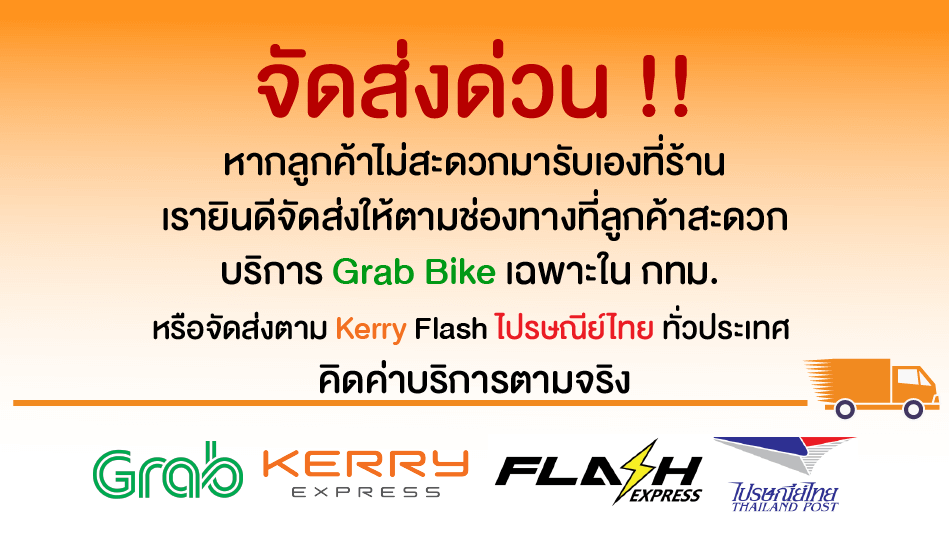 จัดส่งด่วน !!
หากลูกค้าไม่สะดวกมารับเองที่ร้าน
เรายินดีจัดส่งให้ตามช่องทางที่ลูกค้าสะดวก
บริการ Grab Bike เฉพาะใน กทม.
หรือจัดส่งตาม Kerry Flash ไปรษณีย์ไทย ทั่วประเทศ
คิดค่าบริการตามจริง
Grab
KERRY
EXPRESS
FLASH
EXPRESS
ไปรษณีย์ไทย
THAILAND POST